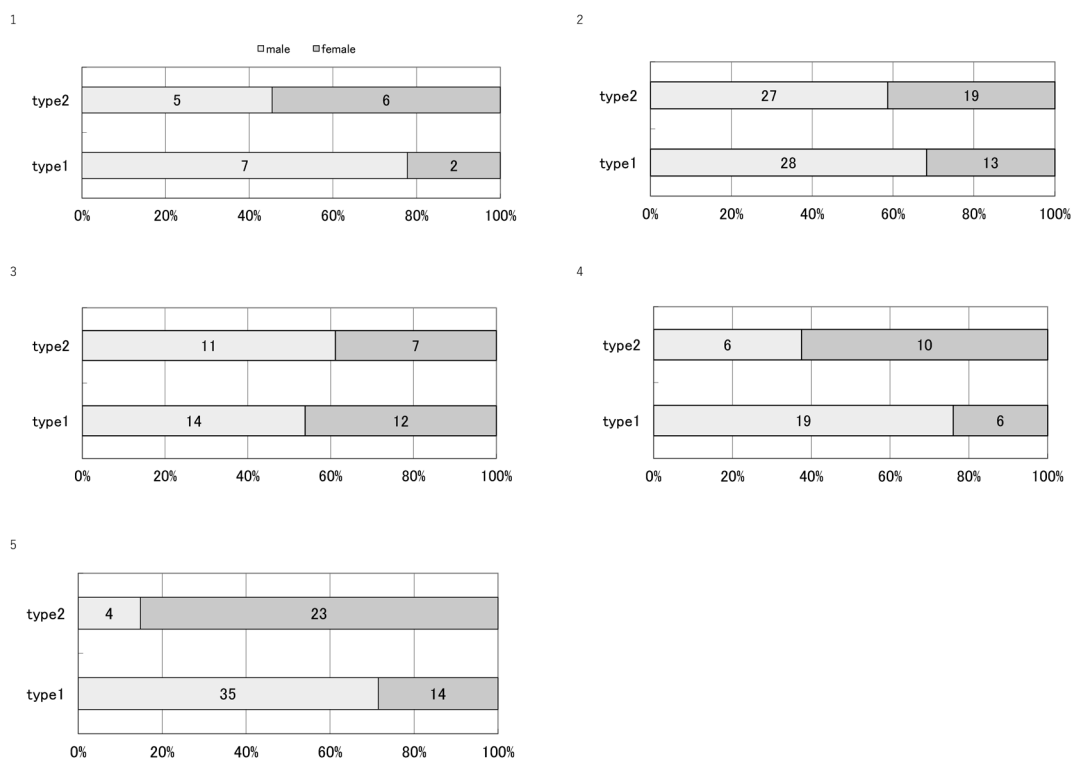 1
male female
type2 5 6
type1 7 2
0% 20% 40% 60% 80% 100%
2
type2 27 19
type1 28 13
0% 20% 40% 60% 80% 100%
3
type2 11 7
type1 14 12
0% 20% 40% 60% 80% 100%
4
type2 6 10
type1 19 6
0% 20% 40% 60% 80% 100%
5
type2 4 23
type1 35 14
0% 20% 40% 60% 80% 100%